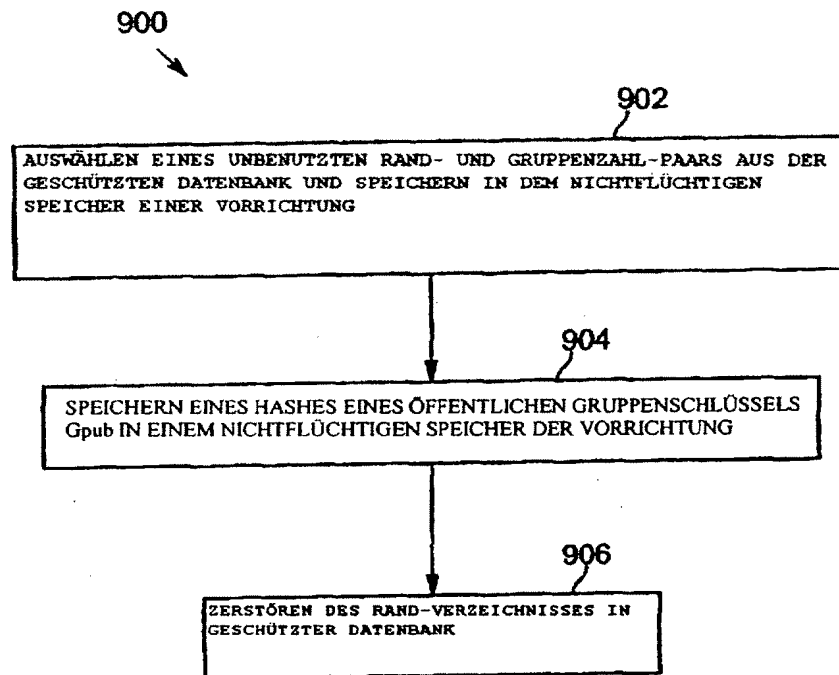 900
902
AUSWÄHLEN EINES UNBENUTZTEN RAND- UND GRUPPENZAHL-PAARS AUS DER
GESCHÜTZTEN DATENBANK UND SPEICHERN IN DEM NICHTFLÜCHTIGEN
SPEICHER EINER VORRICHTUNG
904
SPEICHERN EINES HASHES EINES ÖFFENTLICHEN GRUPPENSCHLÜSSELS
Gpub IN EINEM NICHTFLÜCHTIGEN SPEICHER DER VORRICHTUNG
906
ZERSTÖREN DES RAND-VERZEICHNISSES IN
GESCHÜTZTER DATENBANK